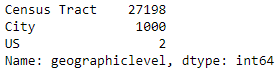 Census Tract    27198
City             1000
US                  2
Name: geographiclevel, dtype: int64